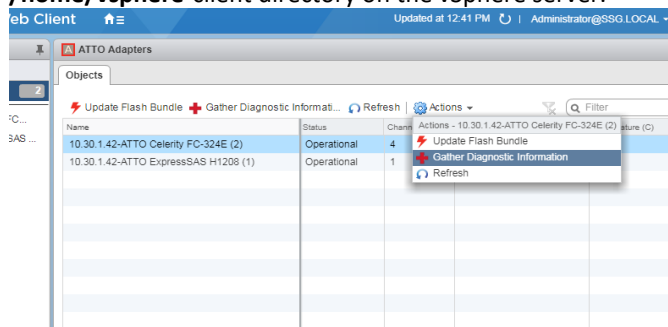 /home/vsphere-client directory on the vSphere server.
Web Client
Updated at 12:41 PM | Administrator@SSG.LOCAL
ATTO Adapters
Objects
2
Update Flash Bundle Gather Diagnostic Informati... Refresh | Actions
Filter
FC...
SAS ...
Name Status Chann
Actions - 10.30.1.42-ATTO Celerity FC-324E (2)
(C)
10.30.1.42-ATTO Celerity FC-324E (2) Operational 4
Update Flash Bundle
10.30.1.42-ATTO ExpressSAS H1208 (1) Operational 1
Gather Diagnostic Information
Refresh